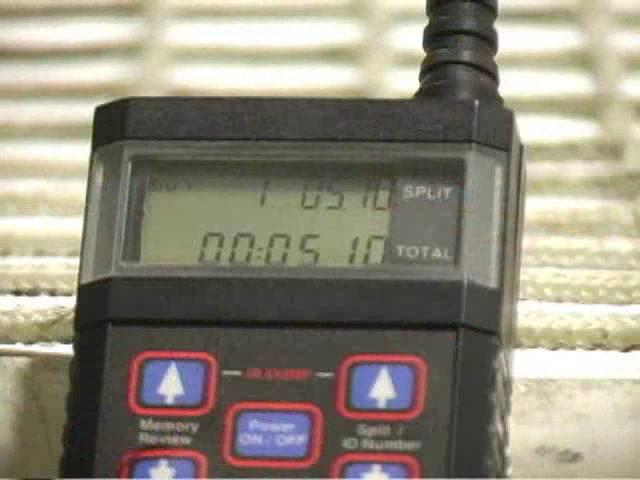 1 05.10 SPLIT
00:05 10 TOTAL
Memory
Review
Power
ON / OFF
Split /
ID Number